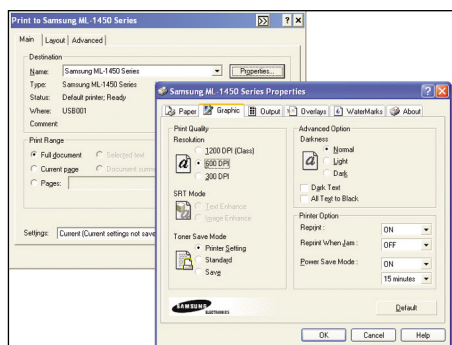 Print to Samsung ML-1450 Series
Main Layout Advanced
Destination
Name: Samsung ML-1450 Series Properties...
Type: Samsung ML-1450 Series
Status: Default printer; Ready
Where: USB001
Comment:
Print Range
Full document Selected text
Current page Document summ
Pages:
Settings: Current (Current settings not save
Samsung ML-1450 Series Properties
Paper Graphic Output Overlays WaterMarks About
Print Quality
Resolution
1200 DPI (Class)
600 DPI
300 DPI
SRT Mode
Text Enhance
Image Enhance
Toner Save Mode
Printer Setting
Standard
Save
Advanced Option
Darkness
Normal
Light
Dark
Dark Text
All Text to Black
Printer Option
Reprint : ON
Reprint When Jam : OFF
Power Save Mode : ON
15 minutes
SAMSUNG
ELECTRONICS
Default
OK Cancel Help